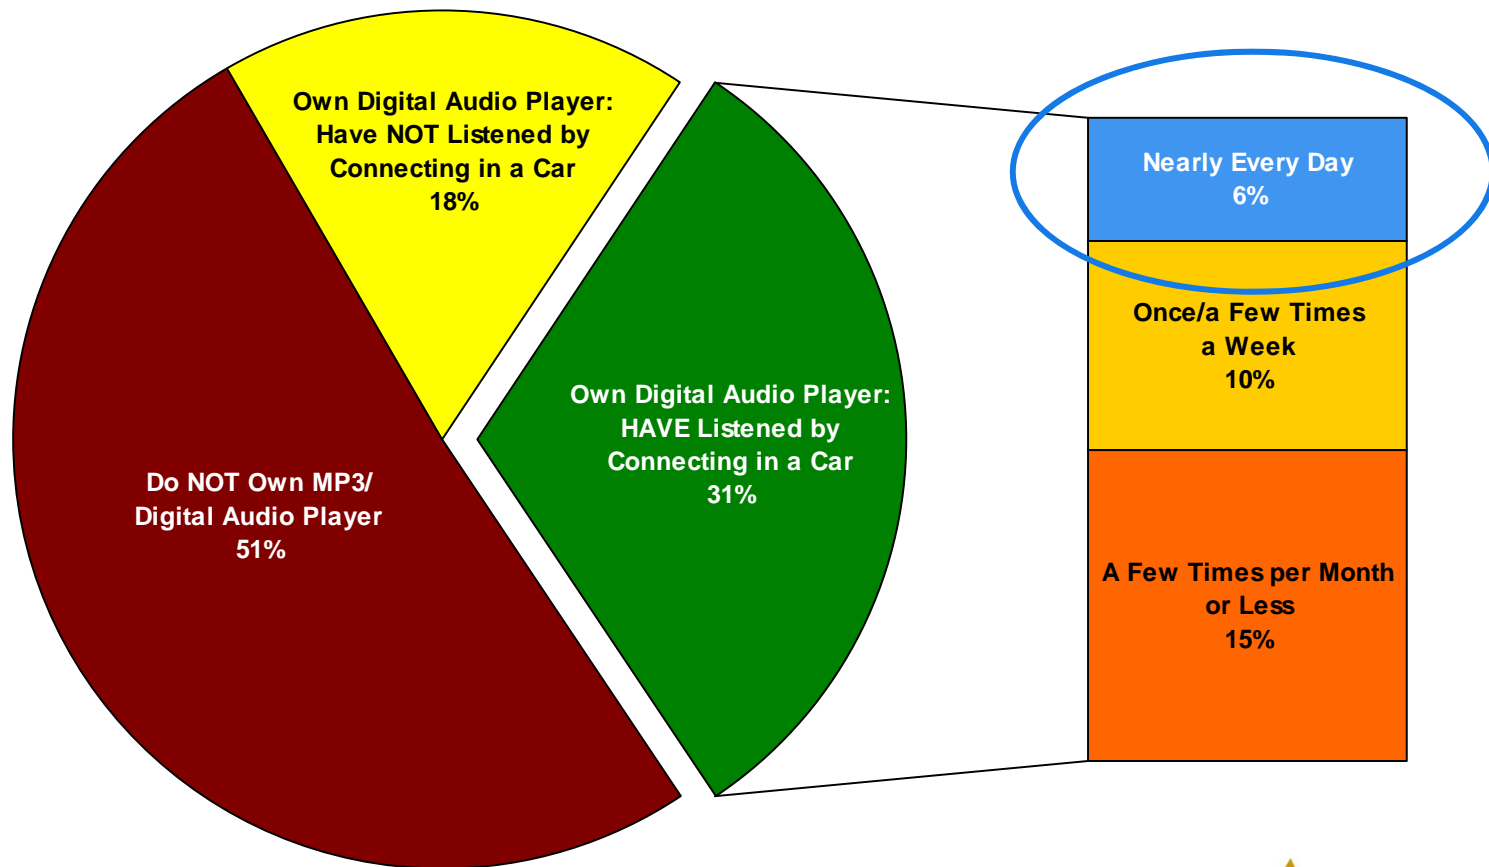 Own Digital Audio Player:
Have NOT Listened by
Connecting in a Car
18%
Own Digital Audio Player:
HAVE Listened by
Connecting in a Car
31%
Do NOT Own MP3/
Digital Audio Player
51%
Nearly Every Day
6%
Once/a Few Times
a Week
10%
A Few Times per Month
or Less
15%